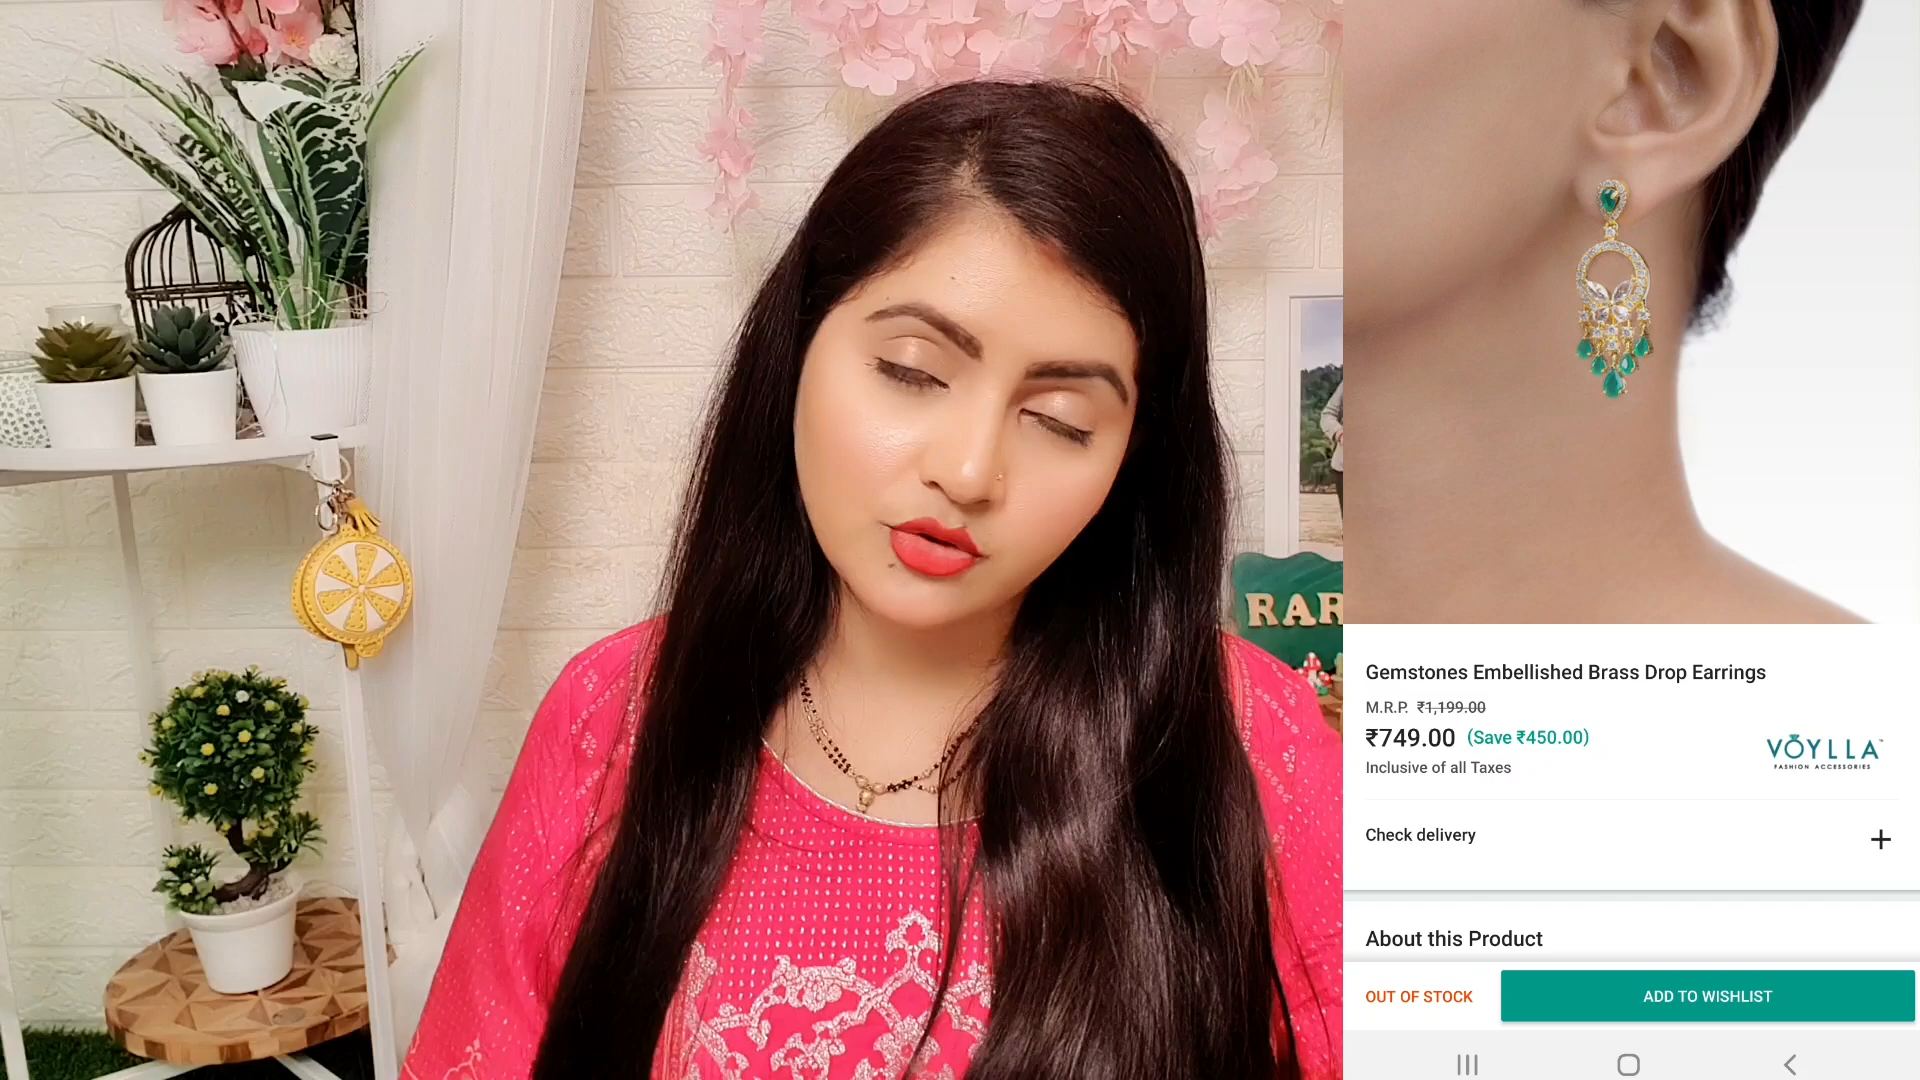 RAR
Gemstones Embellished Brass Drop Earrings
M.R.P. ₹1,199.00
₹749.00 (Save ₹450.00)
Inclusive of all Taxes
VOYLLA™
FASHION ACCESSORIES
Check delivery
About this Product
OUT OF STOCK
ADD TO WISHLIST